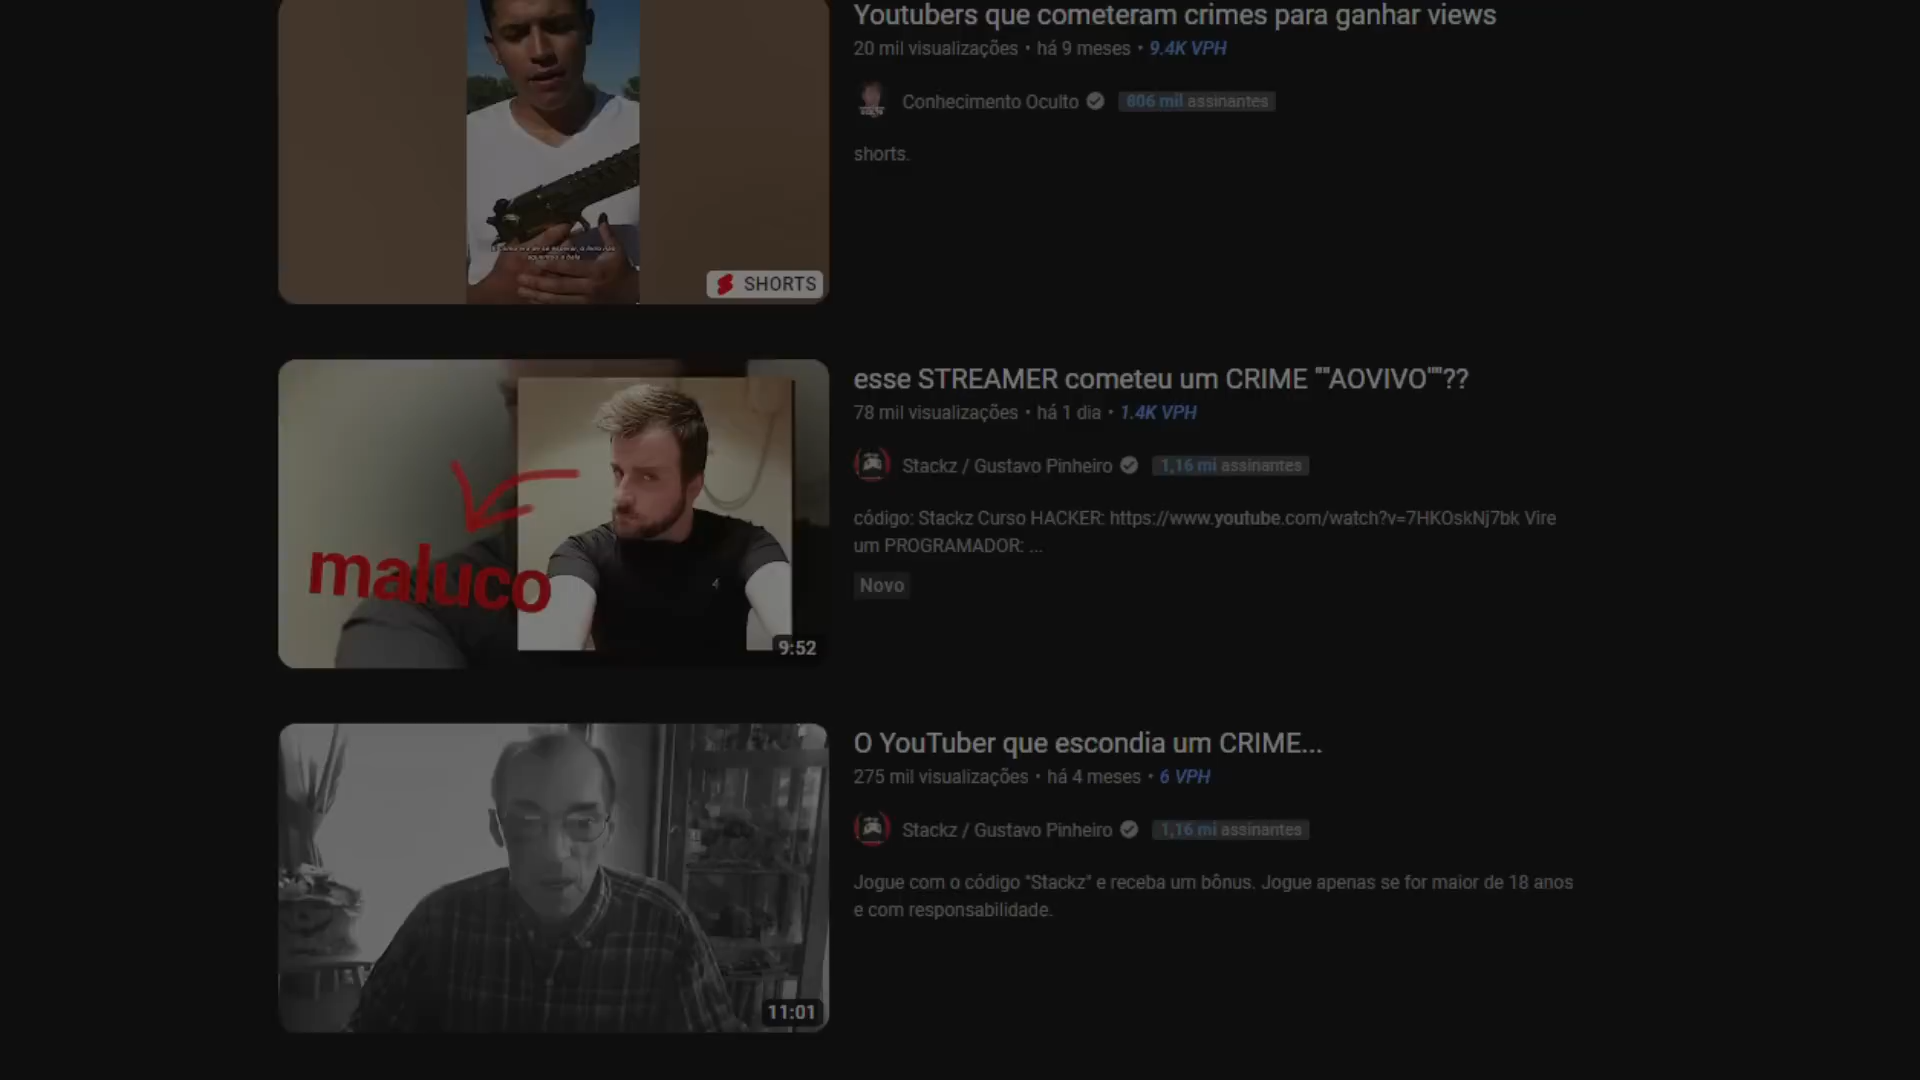 Youtubers que cometeram crimes para ganhar views
20 mil visualizações • há 9 meses • 9.4K VPH
Conhecimento Oculto 806 mil assinantes
shorts.
SHORTS
esse STREAMER cometeu um CRIME ""AOVIVO""??
78 mil visualizações • há 1 dia • 1.4K VPH
Stackz / Gustavo Pinheiro 1,16 mi assinantes
código: Stackz Curso HACKER: https://www.youtube.com/watch?v=7HKOskNj7bk Vire
um PROGRAMADOR: ...
Novo
maluco
9:52
O YouTuber que escondia um CRIME...
275 mil visualizações • há 4 meses • 6 VPH
Stackz / Gustavo Pinheiro 1,16 mi assinantes
Jogue com o código "Stackz" e receba um bônus. Jogue apenas se for maior de 18 anos
e com responsabilidade.
11:01